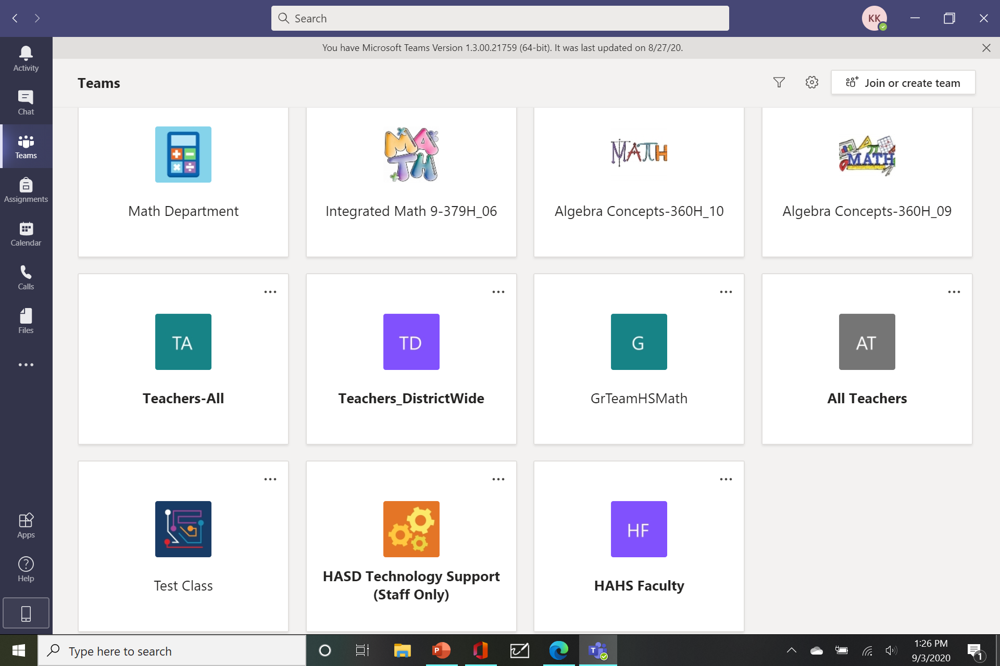 Search
KK
You have Microsoft Teams Version 1.3.00.21759 (64-bit). It was last updated on 8/27/20.
Activity
Chat
Teams
Assignments
Calendar
Calls
Files
Apps
Help
Teams
Join or create team
MATH
MATH
MATH
Math Department
Integrated Math 9-379H_06
Algebra Concepts-360H_10
Algebra Concepts-360H_09
TA
TD
G
AT
Teachers-All
Teachers_DistrictWide
GrTeamHSMath
All Teachers
HF
Test Class
HASD Technology Support
(Staff Only)
HAHS Faculty
Type here to search
P
T
1:26 PM
9/3/2020
1